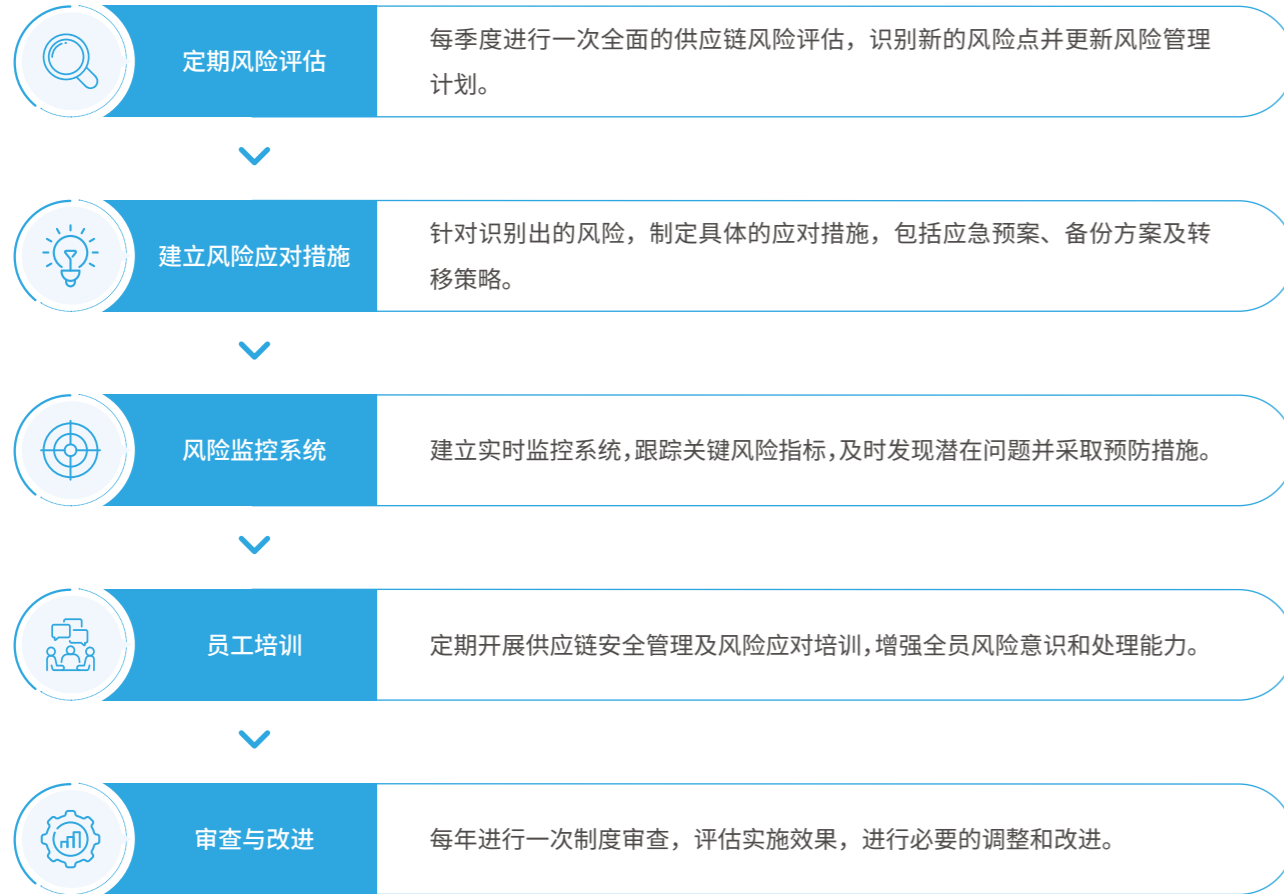 定期风险评估
每季度进行一次全面的供应链风险评估，识别新的风险点并更新风险管理
计划。
建立风险应对措施
针对识别出的风险，制定具体的应对措施，包括应急预案、备份方案及转
移策略。
风险监控系统
建立实时监控系统，跟踪关键风险指标，及时发现潜在问题并采取预防措施。
员工培训
定期开展供应链安全管理及风险应对培训，增强全员风险意识和处理能力。
审查与改进
每年进行一次制度审查，评估实施效果，进行必要的调整和改进。